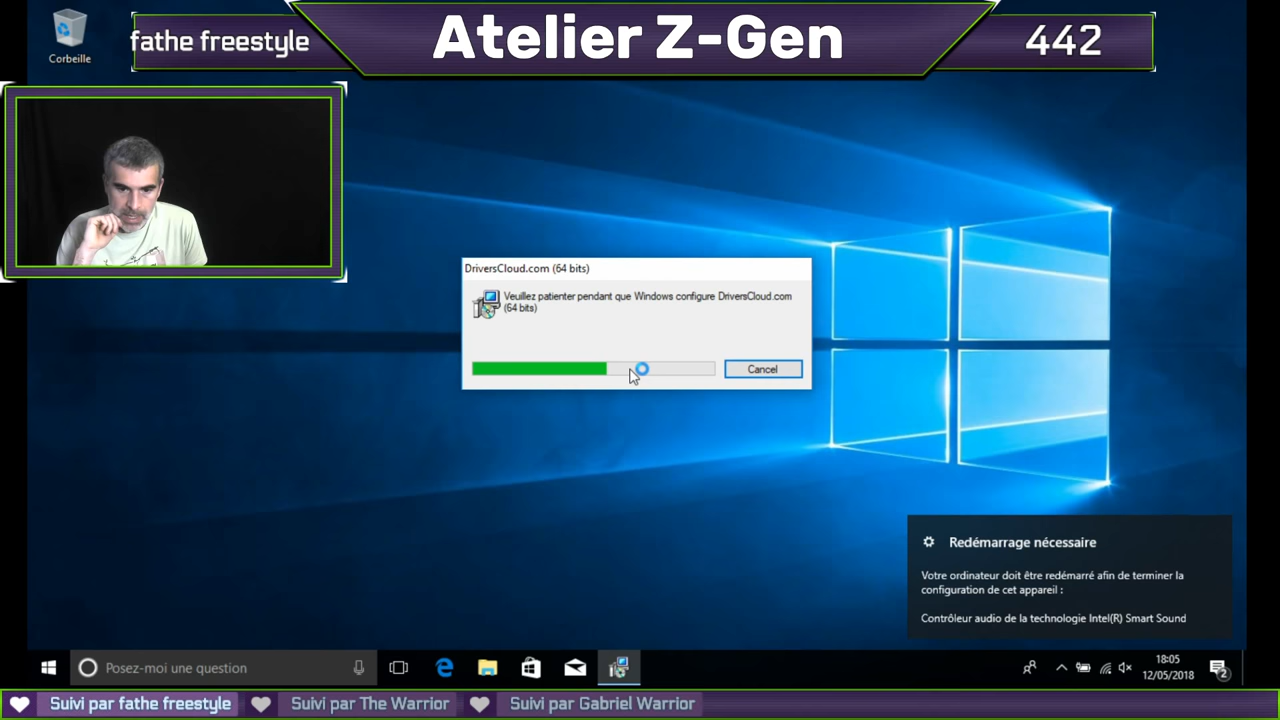 Corbeille
fathe freestyle
Atelier Z-Gen
442
DriversCloud.com (64 bits)
Veuillez patienter pendant que Windows configure DriversCloud.com
(64 bits)
Cancel
Redémarrage nécessaire
Votre ordinateur doit être redémarré afin de terminer la
configuration de cet appareil :
Contrôleur audio de la technologie Intel(R) Smart Sound
Posez-moi une question
18:05
12/05/2018
2
Suivi par fathe freestyle
Suivi par The Warrior
Suivi par Gabriel Warrior